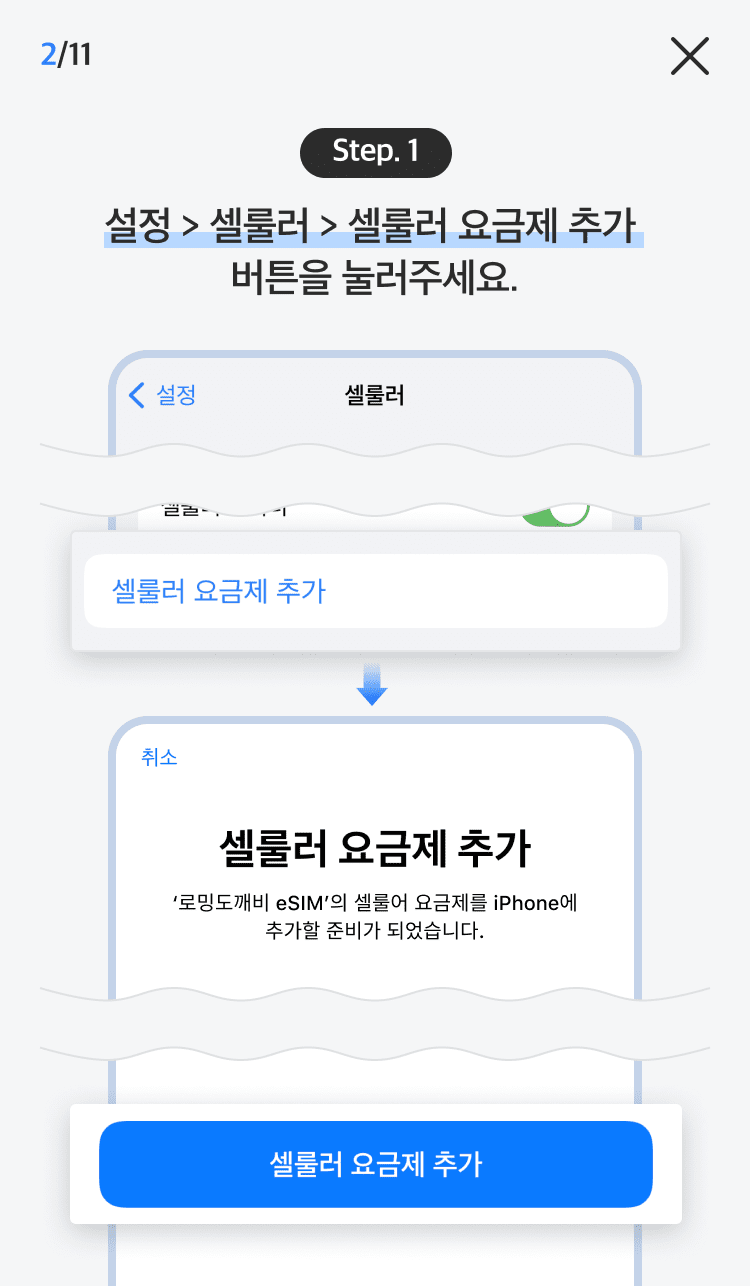 2/11
Step. 1
설정 > 셀룰러 > 셀룰러 요금제 추가
버튼을 눌러주세요.
설정
셀룰러
셀룰러 요금제 추가
취소
셀룰러 요금제 추가
‘로밍도깨비 eSIM’의 셀룰어 요금제를 iPhone에
추가할 준비가 되었습니다.
셀룰러 요금제 추가